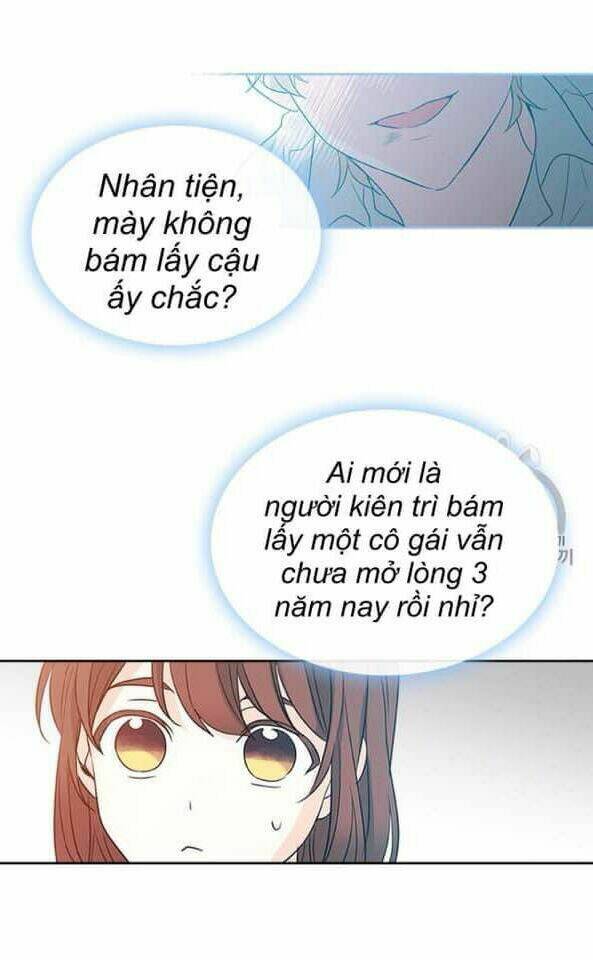 Nhân tiện,
mày không
bám lấy cậu
ấy chắc?
Ai mới là
người kiên trì bám
lấy một cô gái vẫn
chưa mở lòng 3
năm nay rồi nhỉ?